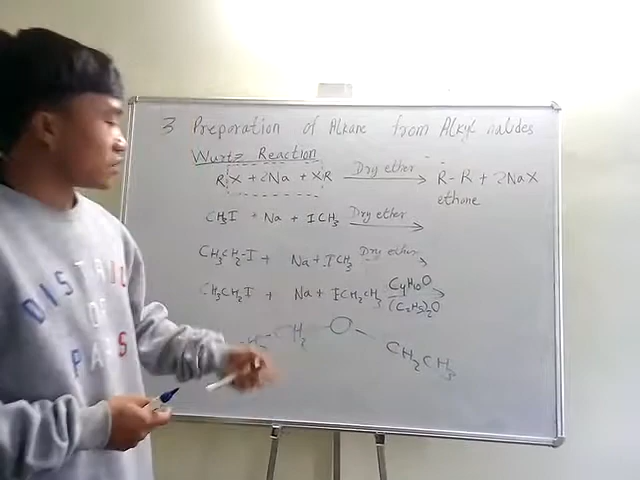 3 Preparation of Alkane from Alkyl halides
Wurtz Reaction
R X + 2Na + XR Dry ether → R-R + 2NaX
ethane
CH₃I + Na + ICH₃ Dry ether →
CH₃CH₂-I + Na + ICH₃ Dry ether →
CH₃CH₂I + Na + ICH₂CH₃ C₄H₁₀O →
(C₂H₅)₂O
CH₂ - O - CH₂CH₃
DISTRICT
OF
PARIS